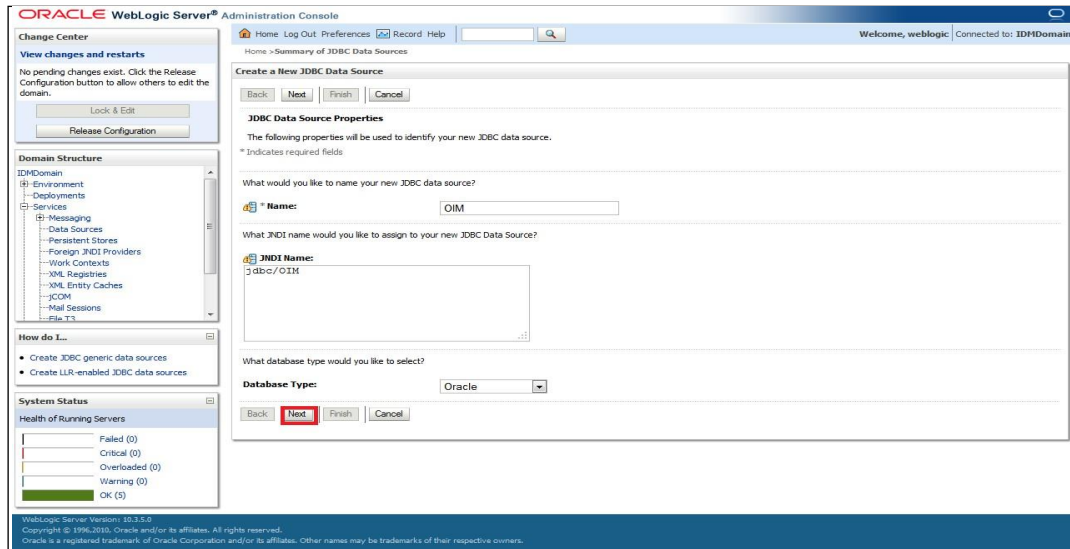 ORACLE WebLogic Server® Administration Console
Change Center
View changes and restarts
No pending changes exist. Click the Release
Configuration button to allow others to edit the
domain.
Lock & Edit
Release Configuration
Domain Structure
IDMDomain
Environment
Deployments
Services
Messaging
Data Sources
Persistent Stores
Foreign JNDI Providers
Work Contexts
XML Registries
XML Entity Caches
jCOM
Mail Sessions
File T3
How do I...
Create JDBC generic data sources
Create LLR-enabled JDBC data sources
System Status
Health of Running Servers
Failed (0)
Critical (0)
Overloaded (0)
Warning (0)
OK (5)
Home Log Out Preferences Record Help
Welcome, weblogic Connected to: IDMDomain
Home >Summary of JDBC Data Sources
Create a New JDBC Data Source
Back Next Finish Cancel
JDBC Data Source Properties
The following properties will be used to identify your new JDBC data source.
* Indicates required fields
What would you like to name your new JDBC data source?
* Name: OIM
What JNDI name would you like to assign to your new JDBC Data Source?
JNDI Name:
jdbc/OIM
What database type would you like to select?
Database Type: Oracle
Back Next Finish Cancel
WebLogic Server Version: 10.3.5.0
Copyright © 1996,2010, Oracle and/or its affiliates. All rights reserved.
Oracle is a registered trademark of Oracle Corporation and/or its affiliates. Other names may be trademarks of their respective owners.